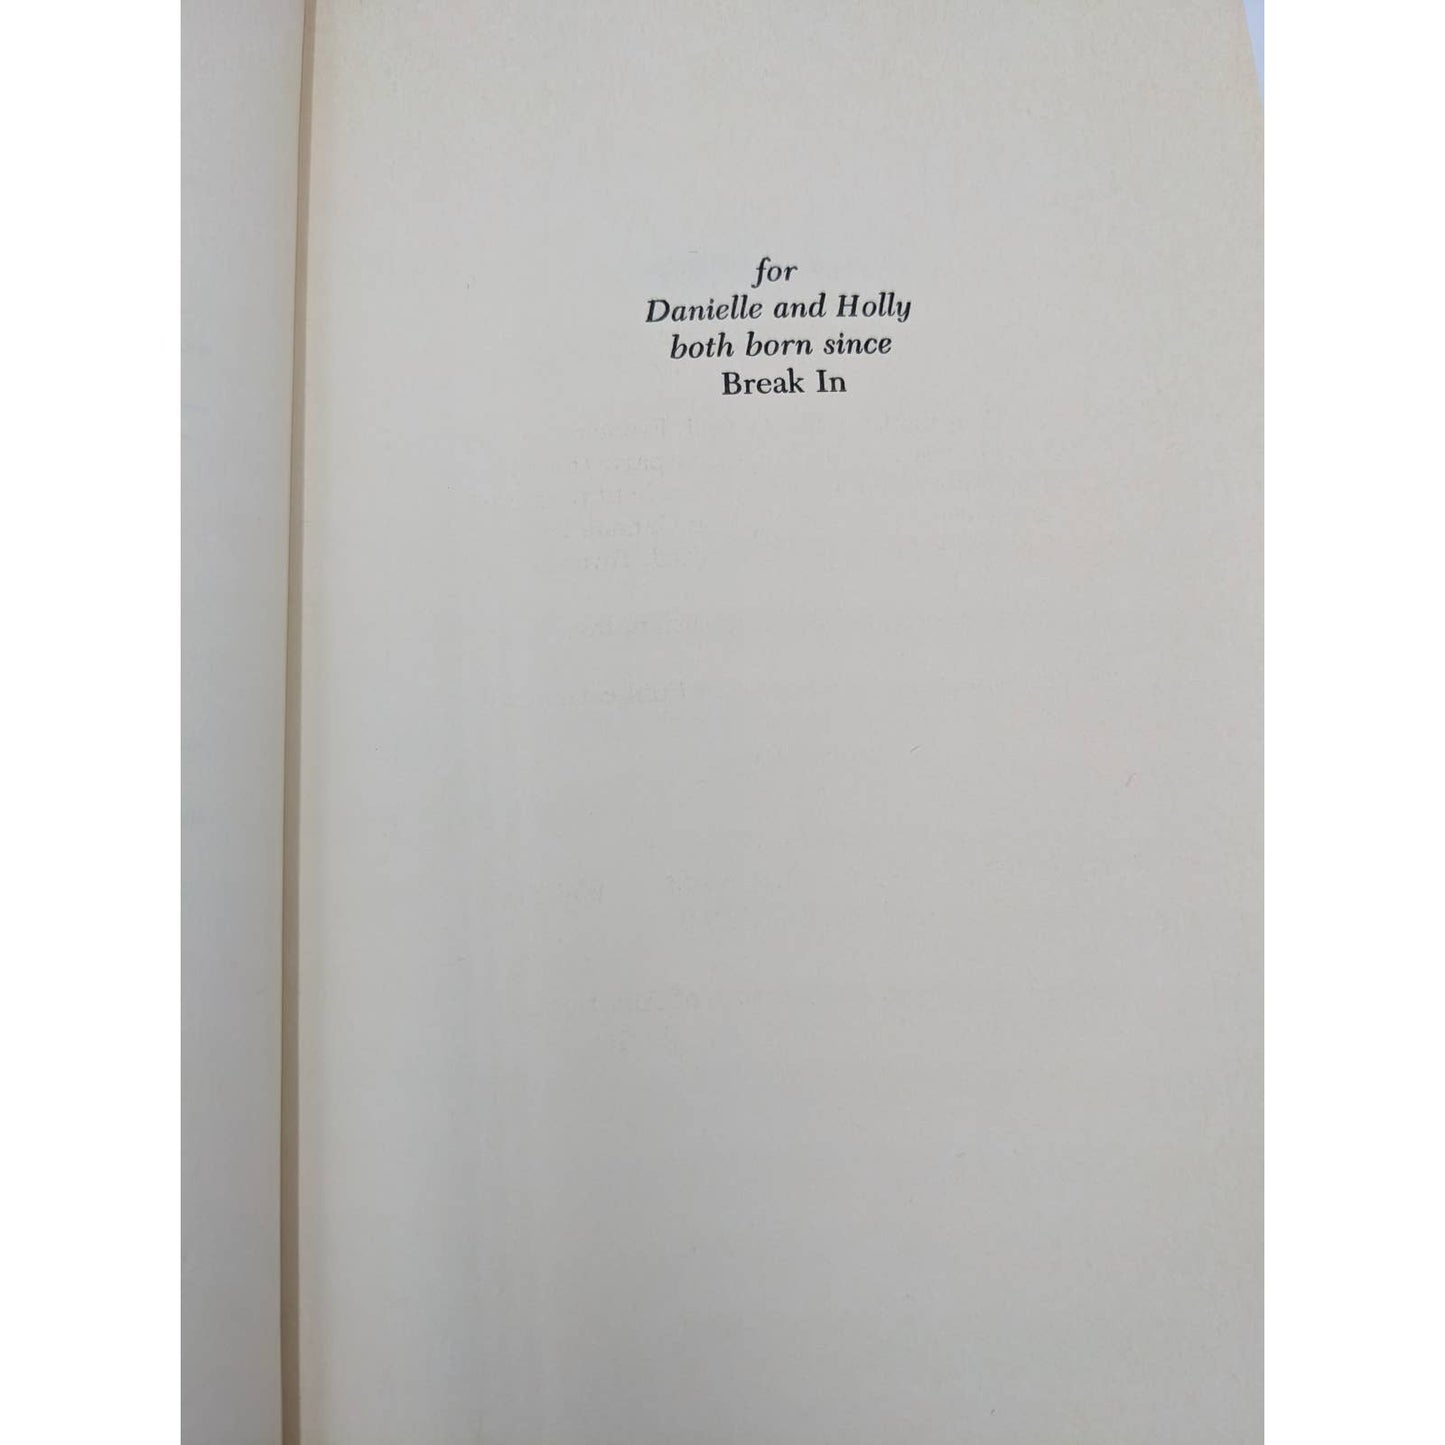 for
Danielle and Holly
both born since
Break In